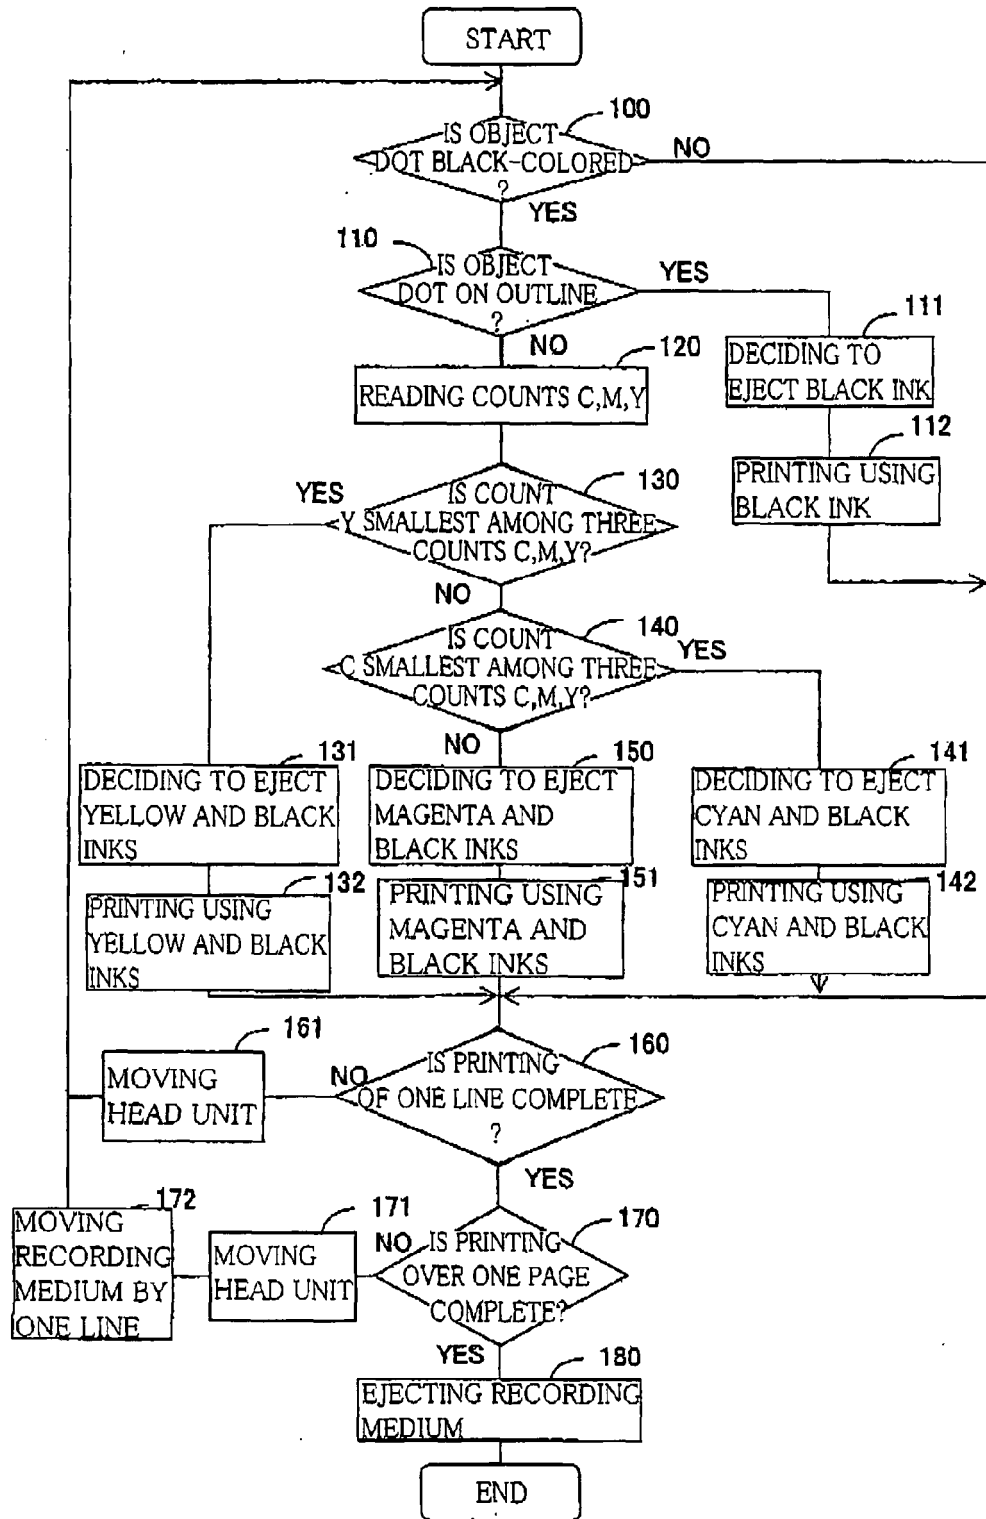 START
100
IS OBJECT
DOT BLACK-COLORED
?
NO
YES
110
IS OBJECT
DOT ON OUTLINE
?
YES
NO
111
DECIDING TO
EJECT BLACK INK
120
READING COUNTS C,M,Y
112
PRINTING USING
BLACK INK
130
YES
IS COUNT
Y SMALLEST AMONG THREE
COUNTS C,M,Y?
NO
140
IS COUNT
C SMALLEST AMONG THREE
COUNTS C,M,Y?
YES
NO
131
DECIDING TO EJECT
YELLOW AND BLACK
INKS
150
DECIDING TO EJECT
MAGENTA AND
BLACK INKS
141
DECIDING TO EJECT
CYAN AND BLACK
INKS
132
PRINTING USING
YELLOW AND BLACK
INKS
151
PRINTING USING
MAGENTA AND
BLACK INKS
142
PRINTING USING
CYAN AND BLACK
INKS
161
MOVING
HEAD UNIT
160
NO
IS PRINTING
OF ONE LINE COMPLETE
?
YES
172
MOVING
RECORDING
MEDIUM BY
ONE LINE
171
MOVING
HEAD UNIT
170
NO
IS PRINTING
OVER ONE PAGE
COMPLETE?
YES
180
EJECTING RECORDING
MEDIUM
END